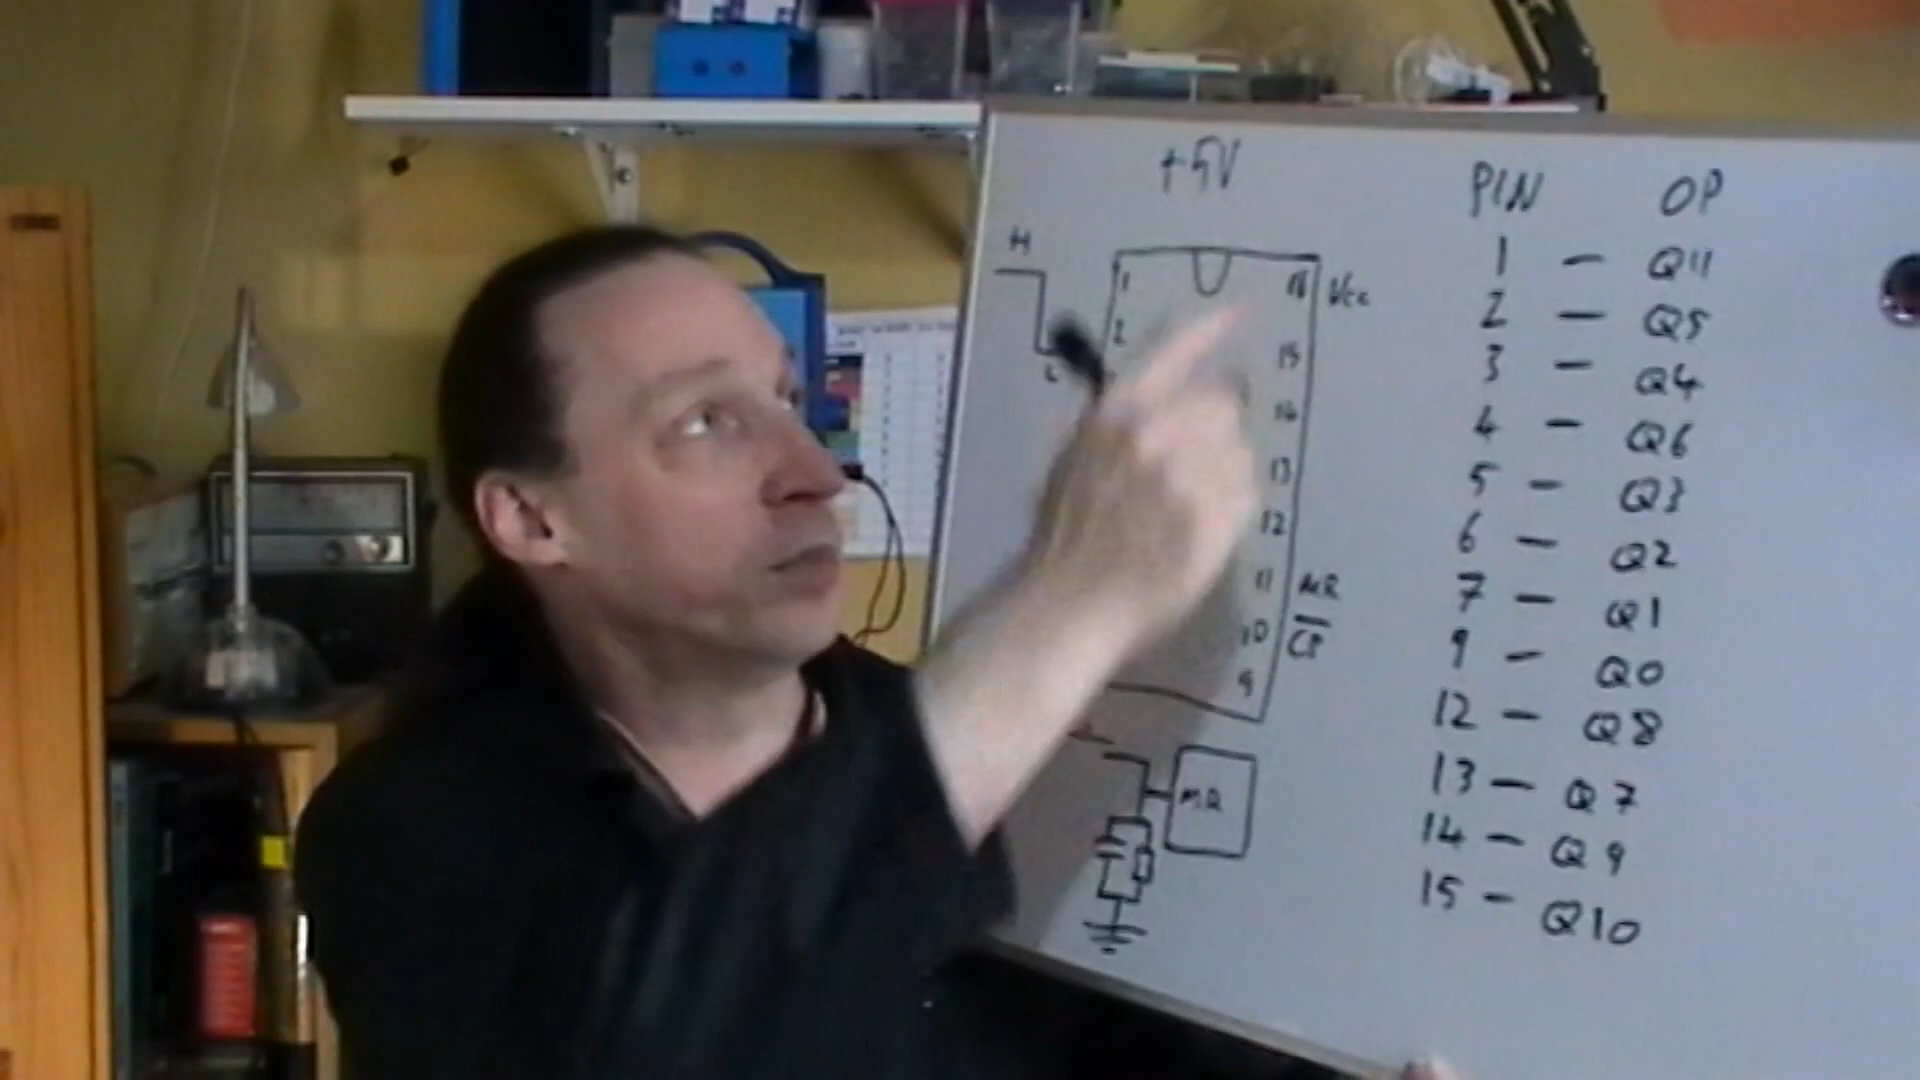 +5V
H
L
1
2
16 Vcc
15
14
13
12
11 MR
10 CP
9
MR
PIN OP
1 - Q11
2 - Q5
3 - Q4
4 - Q6
5 - Q3
6 - Q2
7 - Q1
9 - Q0
12 - Q8
13 - Q7
14 - Q9
15 - Q10